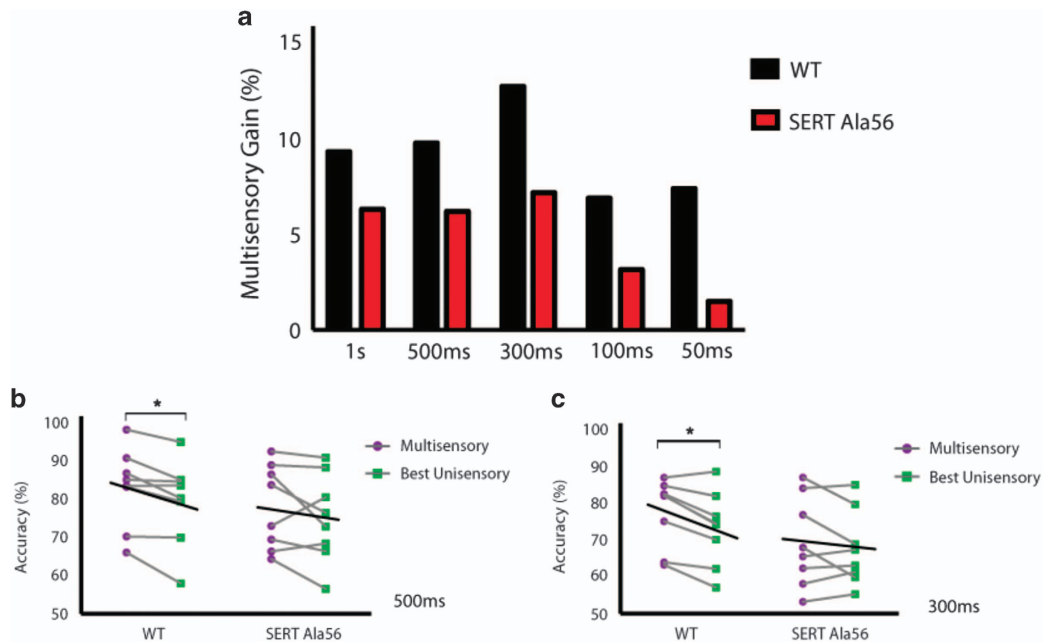 a
Multisensory Gain (%)
15
10
5
0
1s 500ms 300ms 100ms 50ms
WT
SERT Ala56
b
*
Accuracy (%)
100
90
80
70
60
50
WT SERT Ala56
Multisensory
Best Unisensory
500ms
c
*
Accuracy (%)
100
90
80
70
60
50
WT SERT Ala56
Multisensory
Best Unisensory
300ms